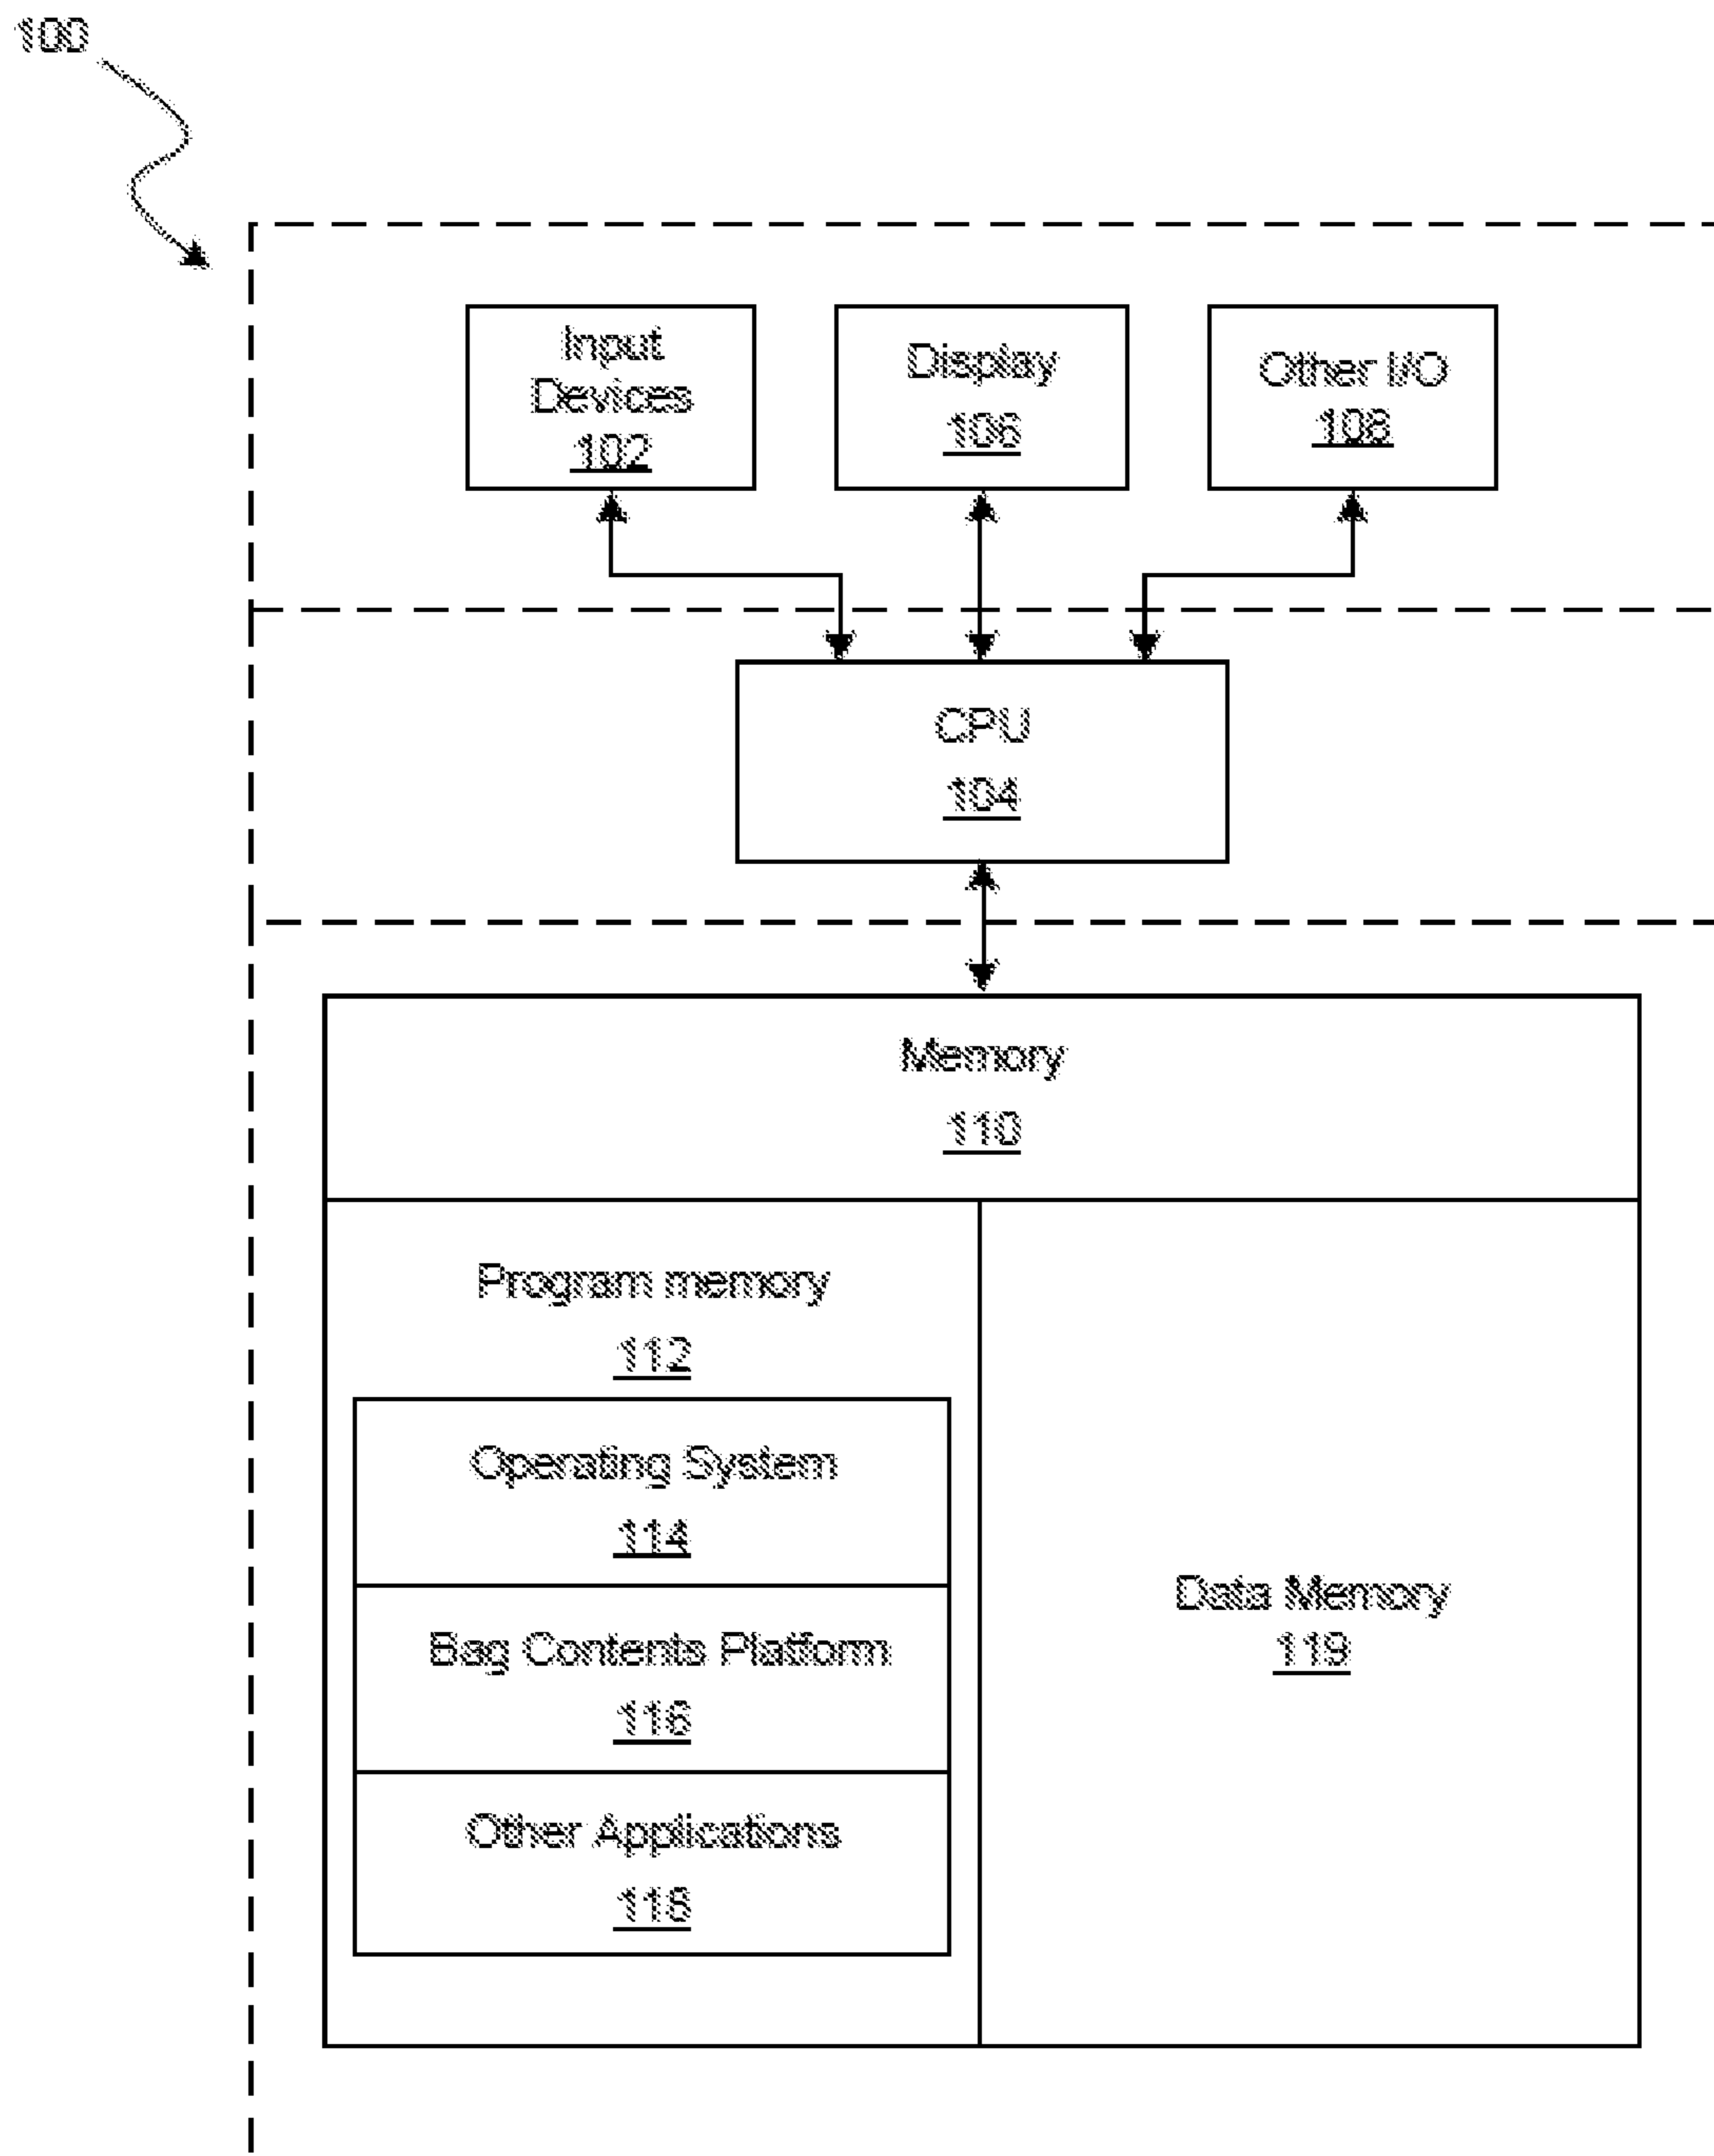 100
Input
Devices
102
Display
106
Other I/O
108
CPU
104
Memory
110
Program memory
112
Operating System
114
Bag Contents Platform
116
Other Applications
118
Data Memory
119